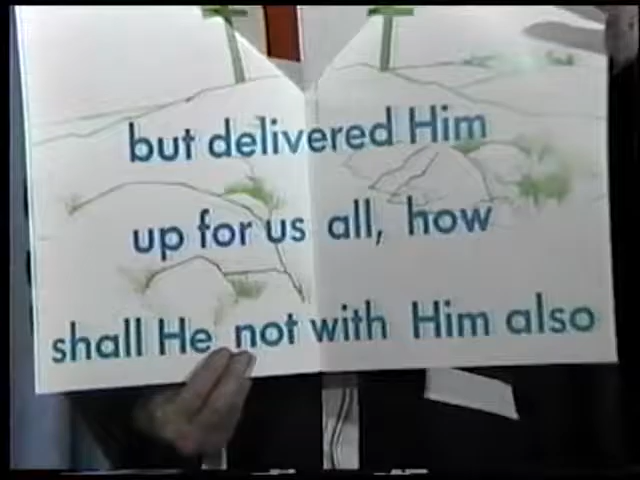 but delivered Him
up for us all, how
shall He not with Him also